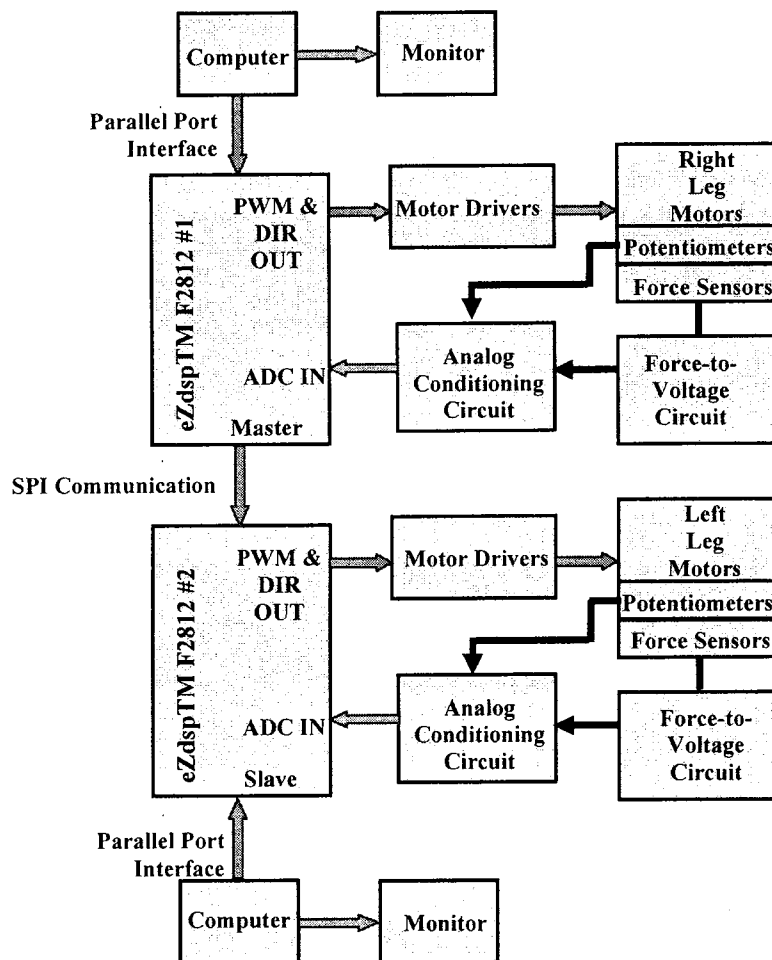 Computer
Monitor
Parallel Port
Interface
eZdspTM F2812 #1
PWM &
DIR
OUT
Motor Drivers
Right
Leg
Motors
Potentiometers
Force Sensors
ADC IN
Analog
Conditioning
Circuit
Force-to-
Voltage
Circuit
Master
SPI Communication
eZdspTM F2812 #2
PWM &
DIR
OUT
Motor Drivers
Left
Leg
Motors
Potentiometers
Force Sensors
ADC IN
Analog
Conditioning
Circuit
Force-to-
Voltage
Circuit
Slave
Parallel Port
Interface
Computer
Monitor